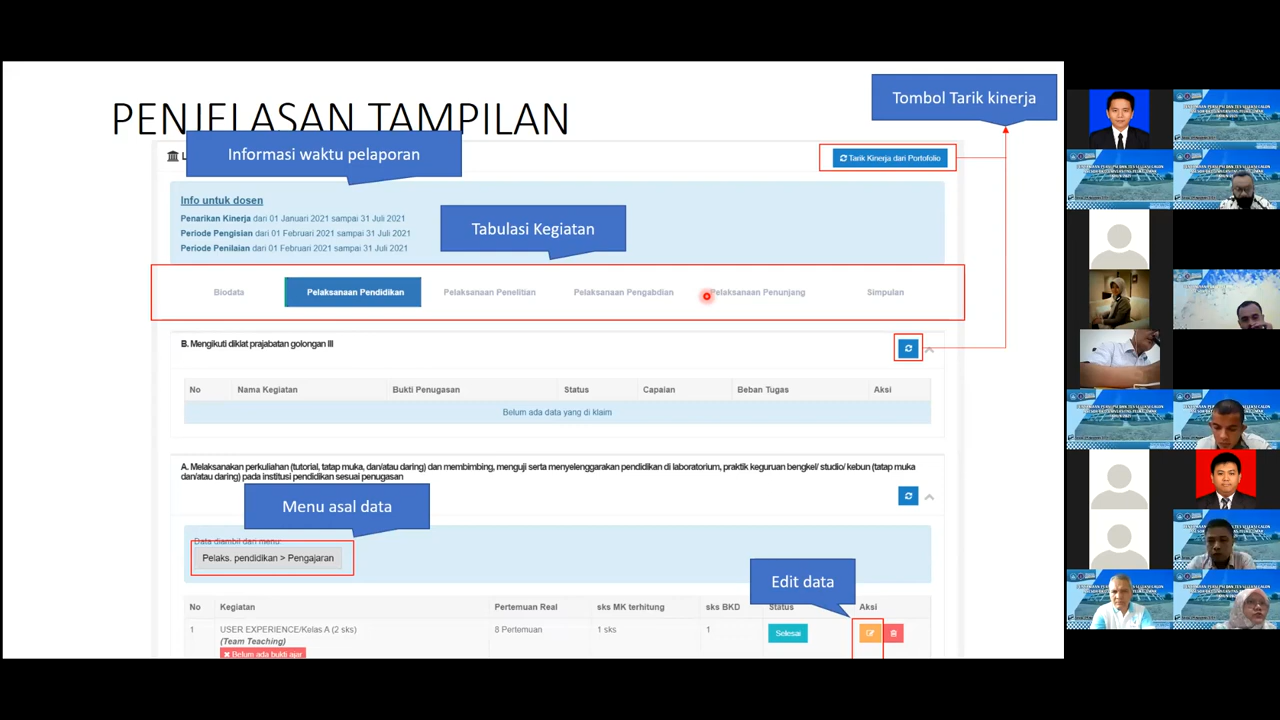 PENJELASAN TAMPILAN
Tombol Tarik kinerja
Informasi waktu pelaporan
Tarik Kinerja dari Portofolio
Info untuk dosen
Penarikan Kinerja dari 01 Januari 2021 sampai 31 Juli 2021
Periode Pengisian dari 01 Februari 2021 sampai 31 Juli 2021
Periode Penilaian dari 01 Februari 2021 sampai 31 Juli 2021
Tabulasi Kegiatan
Biodata Pelaksanaan Pendidikan Pelaksanaan Penelitian Pelaksanaan Pengabdian Pelaksanaan Penunjang Simpulan
B. Mengikuti diklat prajabatan golongan III
No Nama Kegiatan Bukti Penugasan Status Capaian Beban Tugas Aksi
Belum ada data yang di klaim
A. Melaksanakan perkuliahan (tutorial, tatap muka, dan/atau daring) dan membimbing, menguji serta menyelenggarakan pendidikan di laboratorium, praktik keguruan bengkel/ studio/ kebun (tatap muka
dan/atau daring) pada institusi pendidikan sesuai penugasan
Menu asal data
Data diambil dari menu:
Pelaks. pendidikan > Pengajaran
Edit data
No Kegiatan Pertemuan Real sks MK terhitung sks BKD Status Aksi
1 USER EXPERIENCE/Kelas A (2 sks) 8 Pertemuan 1 sks 1 Selesai
(Team Teaching)
Belum ada bukti ajar